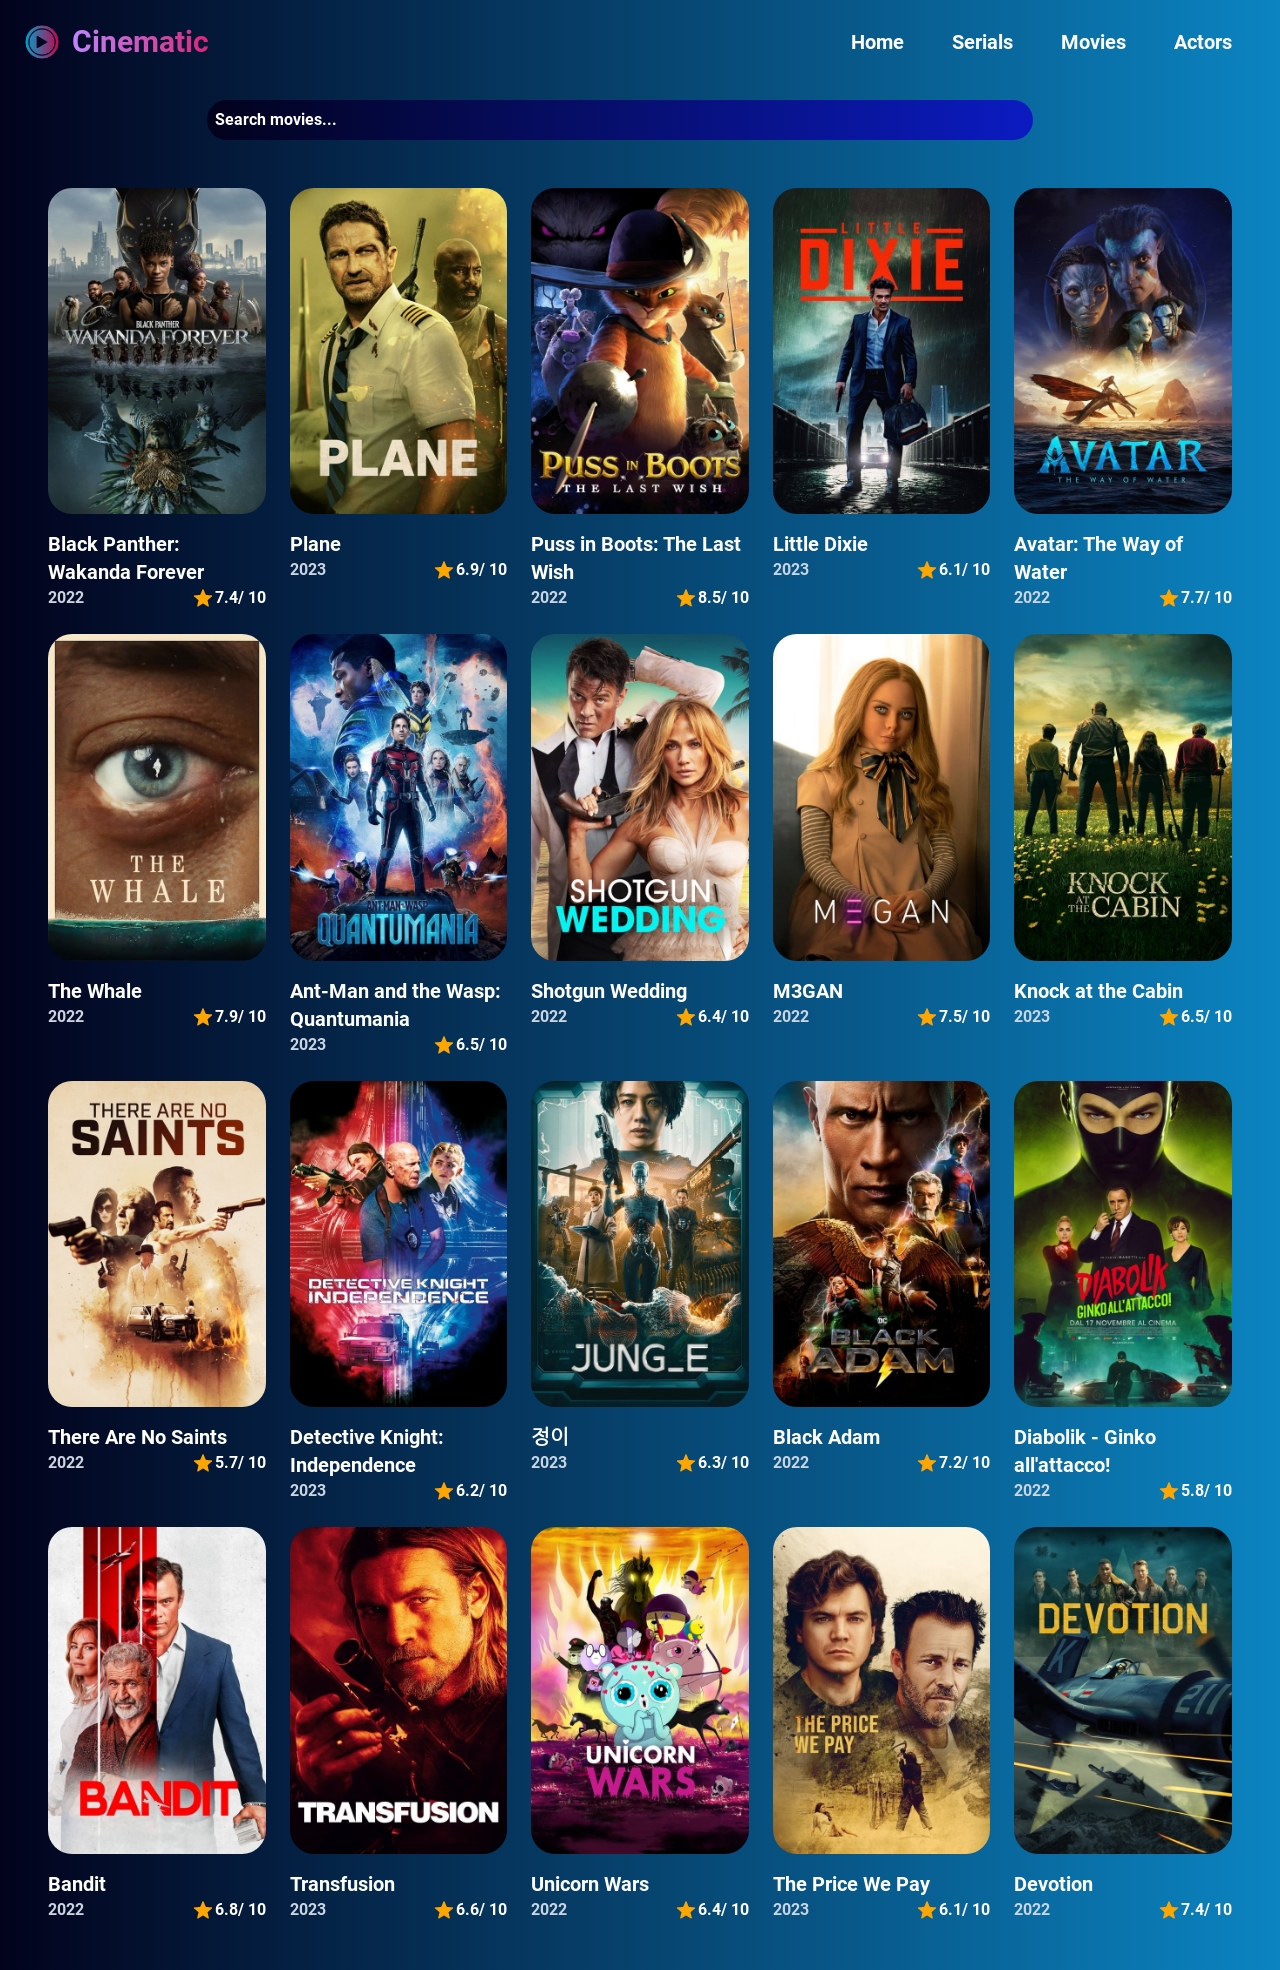 Cinematic
Home Serials Movies Actors
Search movies...
BLACK PANTHER
WAKANDA FOREVER
PLANE
PUSS IN BOOTS
THE LAST WISH
LITTLE
DIXIE
AVATAR
THE WAY OF WATER
Black Panther:
Wakanda Forever
2022 7.4/ 10
Plane
2023 6.9/ 10
Puss in Boots: The Last
Wish
2022 8.5/ 10
Little Dixie
2023 6.1/ 10
Avatar: The Way of
Water
2022 7.7/ 10
THE
WHALE
ANT-MAN AND THE WASP
QUANTUMANIA
SHOTGUN
WEDDING
M3GAN
KNOCK
AT
THE CABIN
The Whale
2022 7.9/ 10
Ant-Man and the Wasp:
Quantumania
2023 6.5/ 10
Shotgun Wedding
2022 6.4/ 10
M3GAN
2022 7.5/ 10
Knock at the Cabin
2023 6.5/ 10
THERE ARE NO
SAINTS
DETECTIVE KNIGHT
INDEPENDENCE
JUNG_E
DC
BLACK
ADAM
DIABOLIK
GINKO ALL'ATTACCO!
DAL 17 NOVEMBRE AL CINEMA
There Are No Saints
2022 5.7/ 10
Detective Knight:
Independence
2023 6.2/ 10
정이
2023 6.3/ 10
Black Adam
2022 7.2/ 10
Diabolik - Ginko
all'attacco!
2022 5.8/ 10
BANDIT
TRANSFUSION
UNICORN
WARS
THE PRICE
WE PAY
DEVOTION
K
211
Bandit
2022 6.8/ 10
Transfusion
2023 6.6/ 10
Unicorn Wars
2022 6.4/ 10
The Price We Pay
2023 6.1/ 10
Devotion
2022 7.4/ 10